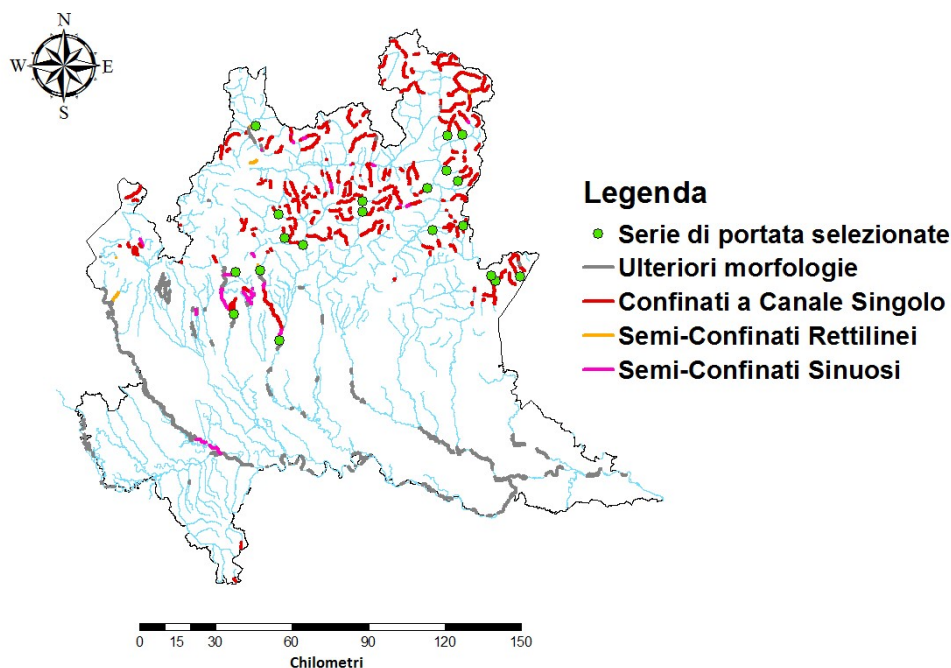 N
W E
S
Legenda
Serie di portata selezionate
Ulteriori morfologie
Confinati a Canale Singolo
Semi-Confinati Rettilinei
Semi-Confinati Sinuosi
0 15 30 60 90 120 150
Chilometri